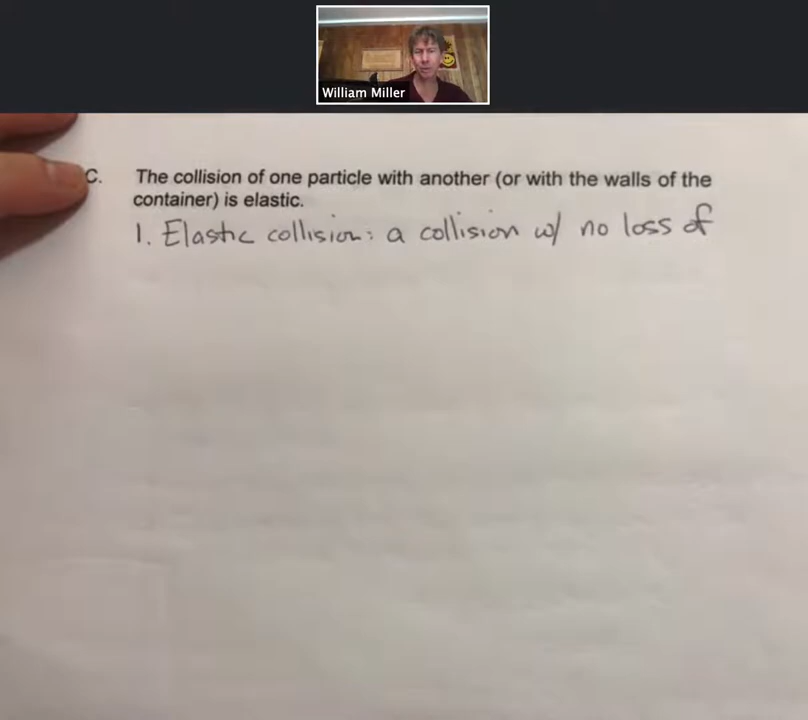 William Miller
C. The collision of one particle with another (or with the walls of the
container) is elastic.
1. Elastic collision: a collision w/ no loss of